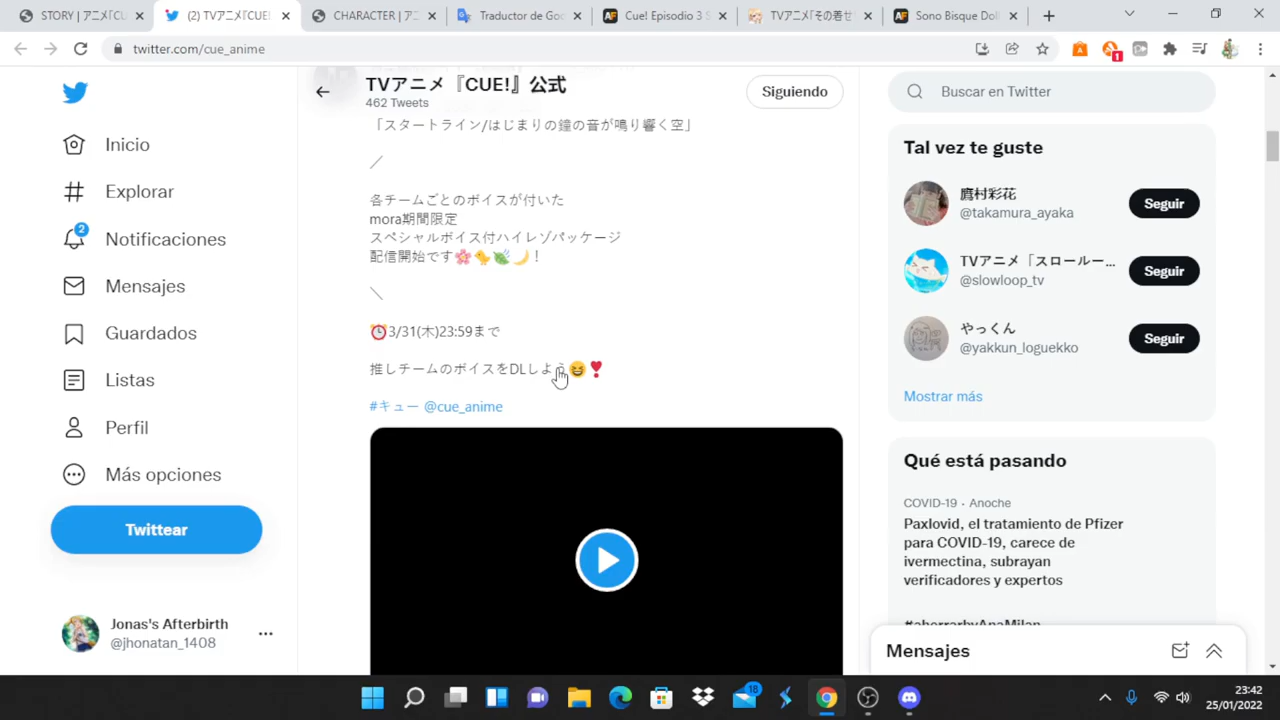 STORY | アニメ『CU
(2) TVアニメ『CUE!
CHARACTER | アニ
Traductor de Goo
Cue! Episodio 3 S
TVアニメ『その着せ
Sono Bisque Doll
twitter.com/cue_anime
1
TVアニメ『CUE!』公式
462 Tweets
Siguiendo
Buscar en Twitter
Inicio
Explorar
2
Notificaciones
Mensajes
Guardados
Listas
Perfil
Más opciones
Twittear
Jonas's Afterbirth
@jhonatan_1408
「スタートライン/はじまりの鐘の音が鳴り響く空」
／
各チームごとのボイスが付いた
mora期間限定
スペシャルボイス付ハイレゾパッケージ
配信開始です🌸🐤🌿🌙！
＼
⏰3/31(木)23:59まで
推しチームのボイスをDLしよう😆❣
#キュー @cue_anime
Tal vez te guste
鷹村彩花
@takamura_ayaka
Seguir
TVアニメ「スロールー...
@slowloop_tv
Seguir
やっくん
@yakkun_loguekko
Seguir
Mostrar más
Qué está pasando
COVID-19 · Anoche
Paxlovid, el tratamiento de Pfizer
para COVID-19, carece de
ivermectina, subrayan
verificadores y expertos
#ahorrarbyAnaMilan
Mensajes
18
23:42
25/01/2022